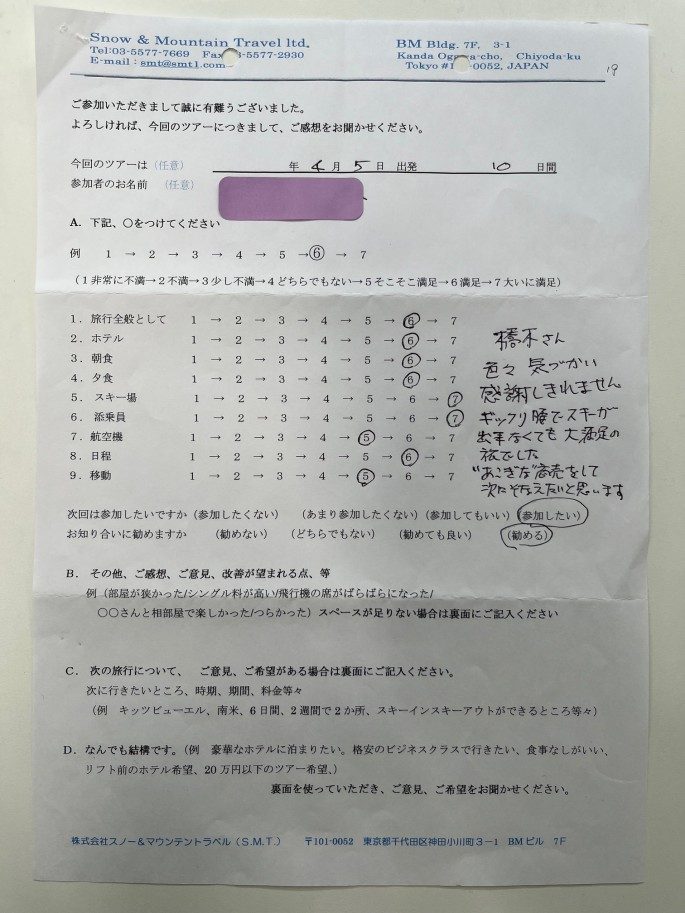 Snow & Mountain Travel ltd.
Tel:03-5577-7669 Fax 3-5577-2930
E-mail : smt@smt1.com
BM Bldg. 7F, 3-1
Kanda Ogawa-cho, Chiyoda-ku
Tokyo #1 -0052, JAPAN
19
ご参加いただきまして誠に有難うございました。
よろしければ、今回のツアーにつきまして、ご感想をお聞かせください。
今回のツアーは（任意） 年 4 月 5 日 出発 10 日間
参加者のお名前 （任意）
A. 下記、○をつけてください
例 1 → 2 → 3 → 4 → 5 →⑥ → 7
（1非常に不満→2不満→3少し不満→4どちらでもない→5そこそこ満足→6満足→7大いに満足）
1. 旅行全般として 1 → 2 → 3 → 4 → 5 → ⑥ → 7
2. ホテル 1 → 2 → 3 → 4 → 5 → ⑥ → 7
3. 朝食 1 → 2 → 3 → 4 → 5 → ⑥ → 7
4. 夕食 1 → 2 → 3 → 4 → 5 → ⑥ → 7
5. スキー場 1 → 2 → 3 → 4 → 5 → 6 → ⑦
6. 添乗員 1 → 2 → 3 → 4 → 5 → 6 → ⑦
7. 航空機 1 → 2 → 3 → 4 → ⑤ → 6 → 7
8. 日程 1 → 2 → 3 → 4 → 5 → ⑥ → 7
9. 移動 1 → 2 → 3 → 4 → ⑤ → 6 → 7
橋本さん
色々 気づかい
感謝しきれません
ギックリ腰でスキーが
出来なくても 大満足の
旅でした
"あこぎな"商売をして
次にそなえたいと思います
次回は参加したいですか（参加したくない） （あまり参加したくない）（参加してもいい）（参加したい）
お知り合いに勧めますか （勧めない） （どちらでもない） （勧めても良い） （勧める）
B. その他、ご感想、ご意見、改善が望まれる点、等
例（部屋が狭かった/シングル料が高い/飛行機の席がばらばらになった/
○○さんと相部屋で楽しかった/つらかった）スペースが足りない場合は裏面にご記入ください
C. 次の旅行について、 ご意見、ご希望がある場合は裏面にご記入ください。
次に行きたいところ、時期、期間、料金等々
（例 キッツビューエル、南米、6日間、2週間で2か所、スキーインスキーアウトができるところ等々）
D. なんでも結構です。（例 豪華なホテルに泊まりたい。格安のビジネスクラスで行きたい、食事なしがいい、
リフト前のホテル希望、20万円以下のツアー希望、）
裏面を使っていただき、ご意見、ご希望をお聞かせください。
株式会社スノー＆マウンテントラベル（S.M.T.） 〒101-0052 東京都千代田区神田小川町3－1 BMビル 7F